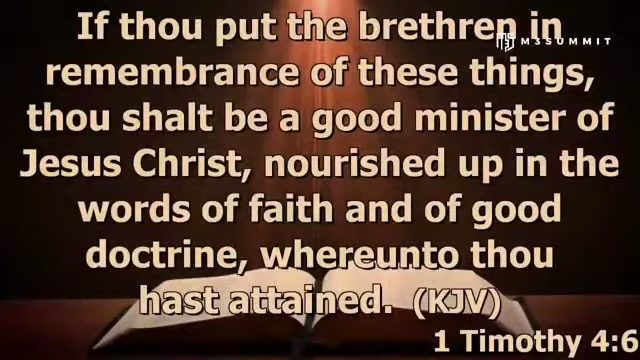 If thou put the brethren in
M3SUMMIT
remembrance of these things,
thou shalt be a good minister of
Jesus Christ, nourished up in the
words of faith and of good
doctrine, whereunto thou
hast attained. (KJV)
1 Timothy 4:6